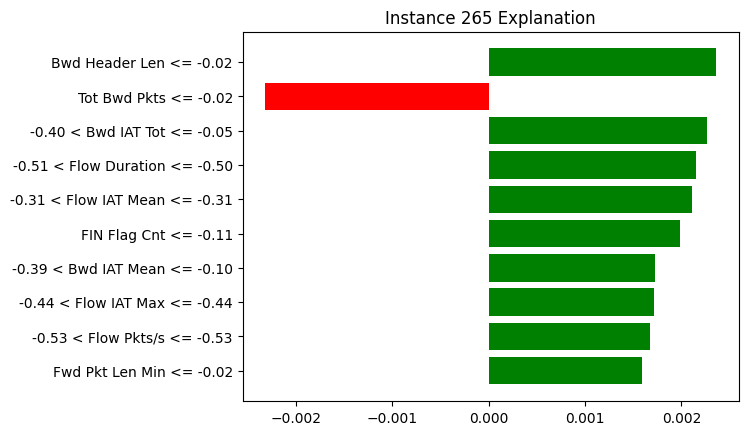 Instance 265 Explanation
Bwd Header Len <= -0.02
Tot Bwd Pkts <= -0.02
-0.40 < Bwd IAT Tot <= -0.05
-0.51 < Flow Duration <= -0.50
-0.31 < Flow IAT Mean <= -0.31
FIN Flag Cnt <= -0.11
-0.39 < Bwd IAT Mean <= -0.10
-0.44 < Flow IAT Max <= -0.44
-0.53 < Flow Pkts/s <= -0.53
Fwd Pkt Len Min <= -0.02
−0.002 −0.001 0.000 0.001 0.002